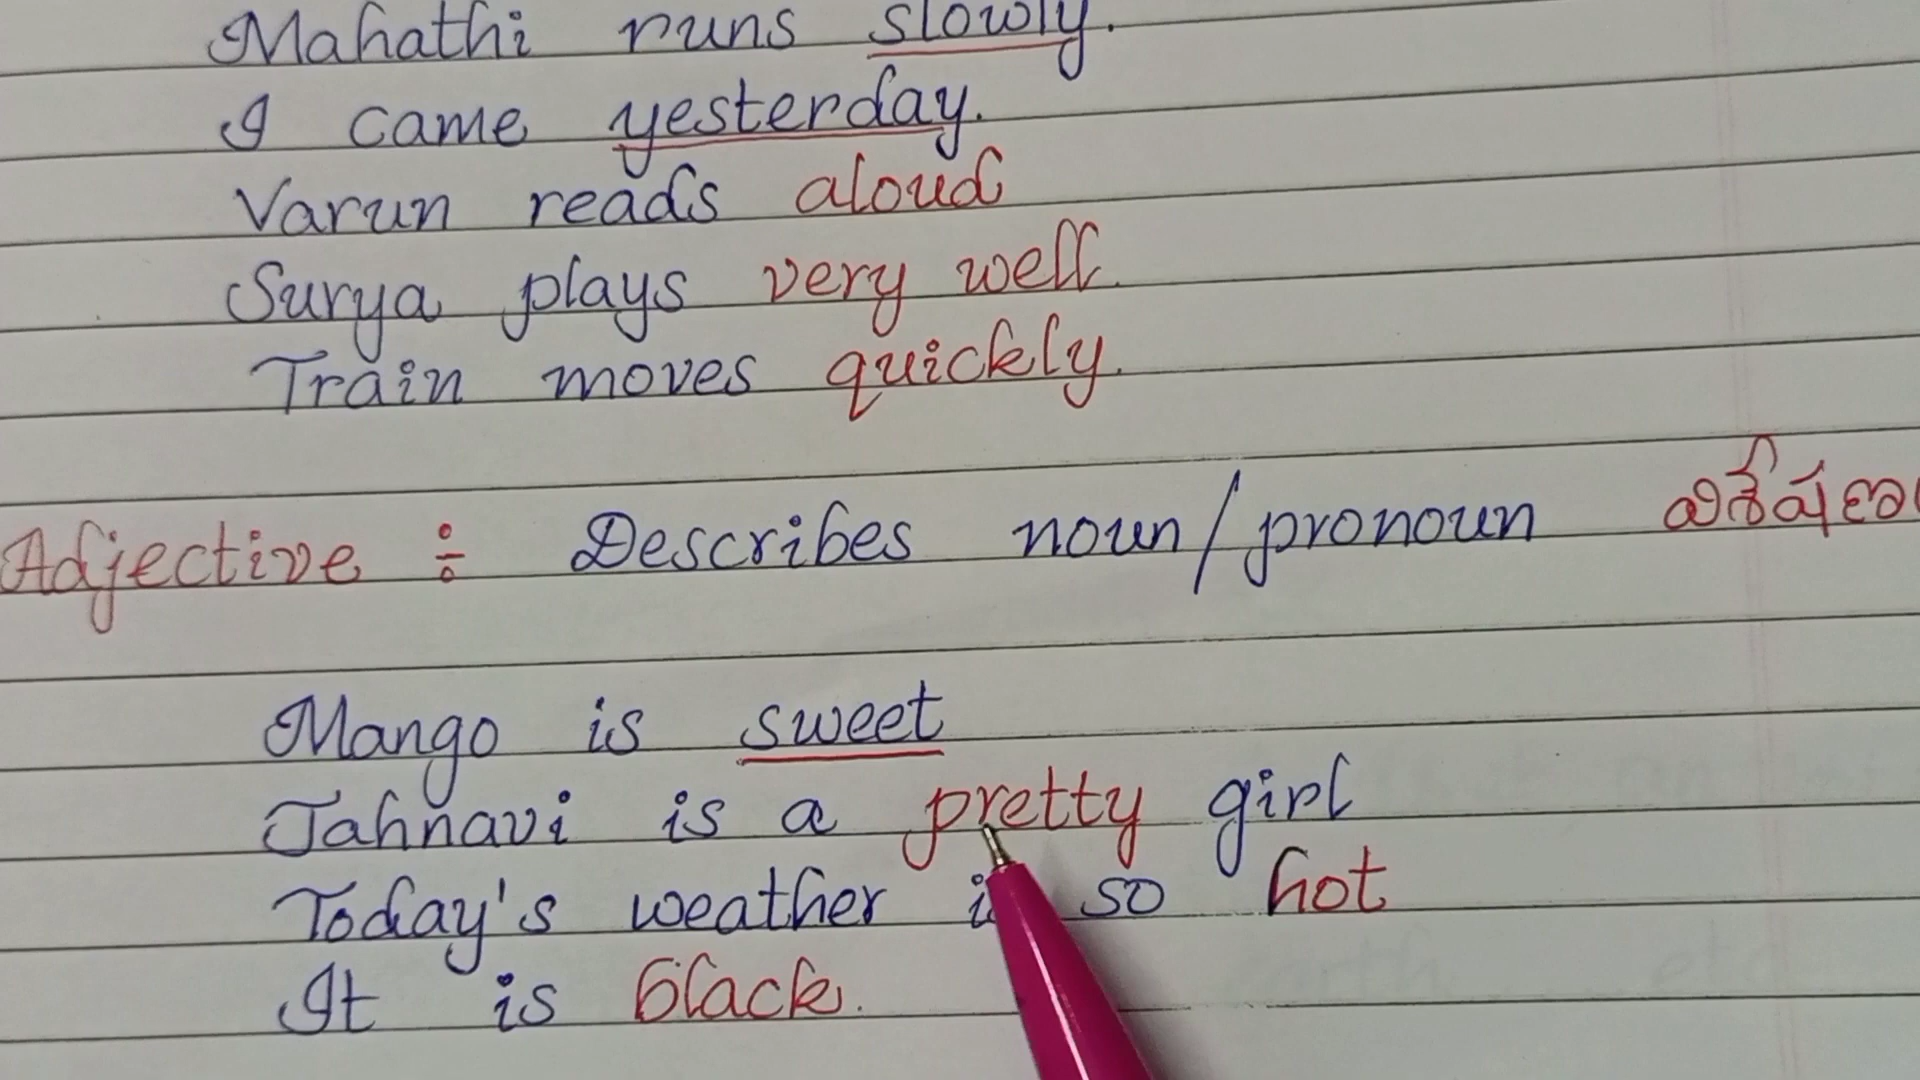 Mahathi runs slowly.
I came yesterday.
Varun reads aloud
Surya plays very well.
Train moves quickly.
Adjective ÷ Describes noun/pronoun
Mango is sweet
Jahnavi is a pretty girl
Today's weather so hot
It is black.